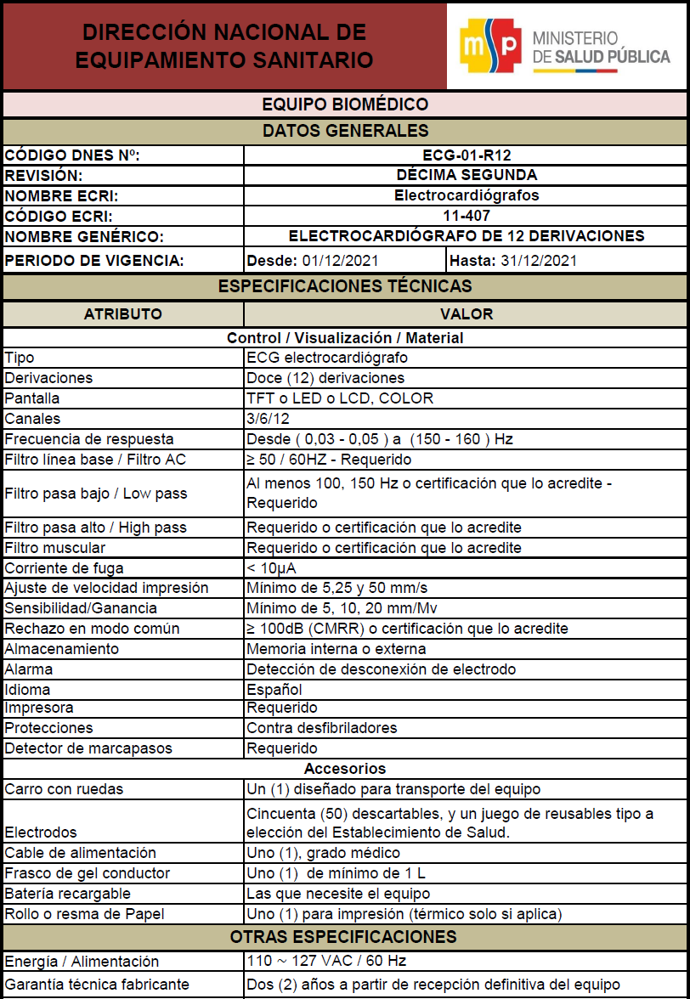 DIRECCIÓN NACIONAL DE
EQUIPAMIENTO SANITARIO
msp
MINISTERIO
DE SALUD PÚBLICA
EQUIPO BIOMÉDICO
DATOS GENERALES
CÓDIGO DNES Nº: ECG-01-R12
REVISIÓN: DÉCIMA SEGUNDA
NOMBRE ECRI: Electrocardiógrafos
CÓDIGO ECRI: 11-407
NOMBRE GENÉRICO: ELECTROCARDIÓGRAFO DE 12 DERIVACIONES
PERIODO DE VIGENCIA: Desde: 01/12/2021 Hasta: 31/12/2021
ESPECIFICACIONES TÉCNICAS
ATRIBUTO VALOR
Control / Visualización / Material
Tipo ECG electrocardiógrafo
Derivaciones Doce (12) derivaciones
Pantalla TFT o LED o LCD, COLOR
Canales 3/6/12
Frecuencia de respuesta Desde ( 0,03 - 0,05 ) a (150 - 160 ) Hz
Filtro línea base / Filtro AC ≥ 50 / 60HZ - Requerido
Filtro pasa bajo / Low pass Al menos 100, 150 Hz o certificación que lo acredite -
Requerido
Filtro pasa alto / High pass Requerido o certificación que lo acredite
Filtro muscular Requerido o certificación que lo acredite
Corriente de fuga < 10µA
Ajuste de velocidad impresión Mínimo de 5,25 y 50 mm/s
Sensibilidad/Ganancia Mínimo de 5, 10, 20 mm/Mv
Rechazo en modo común ≥ 100dB (CMRR) o certificación que lo acredite
Almacenamiento Memoria interna o externa
Alarma Detección de desconexión de electrodo
Idioma Español
Impresora Requerido
Protecciones Contra desfibriladores
Detector de marcapasos Requerido
Accesorios
Carro con ruedas Un (1) diseñado para transporte del equipo
Electrodos Cincuenta (50) descartables, y un juego de reusables tipo a
elección del Establecimiento de Salud.
Cable de alimentación Uno (1), grado médico
Frasco de gel conductor Uno (1) de mínimo de 1 L
Batería recargable Las que necesite el equipo
Rollo o resma de Papel Uno (1) para impresión (térmico solo si aplica)
OTRAS ESPECIFICACIONES
Energía / Alimentación 110 ~ 127 VAC / 60 Hz
Garantía técnica fabricante Dos (2) años a partir de recepción definitiva del equipo